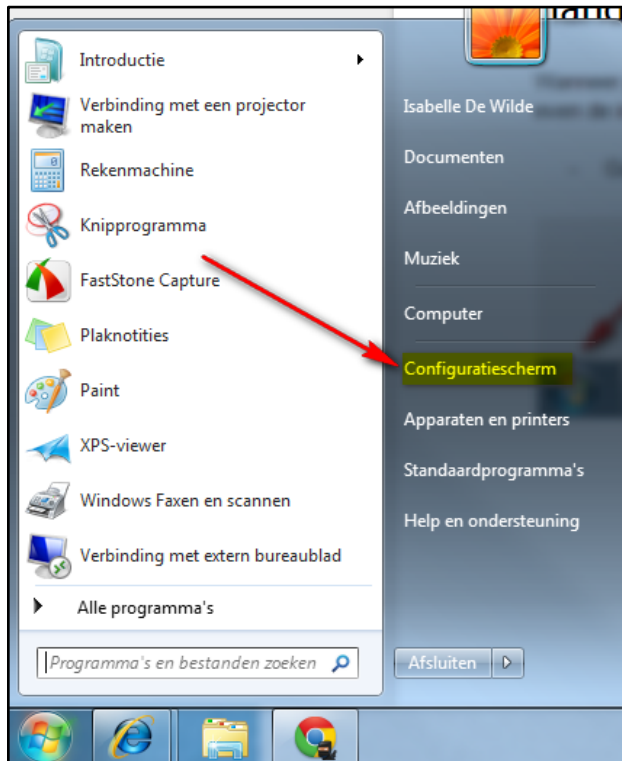 Introductie
Verbinding met een projector
maken
Rekenmachine
Knipprogramma
FastStone Capture
Plaknotities
Paint
XPS-viewer
Windows Faxen en scannen
Verbinding met extern bureaublad
Alle programma's
Programma's en bestanden zoeken
Isabelle De Wilde
Documenten
Afbeeldingen
Muziek
Computer
Configuratiescherm
Apparaten en printers
Standaardprogramma's
Help en ondersteuning
Afsluiten